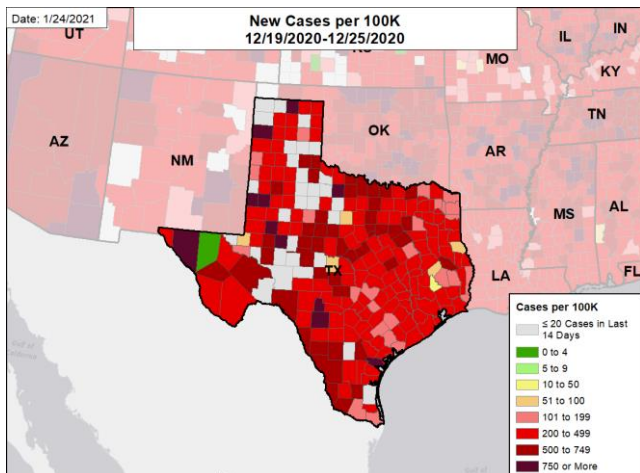 Date: 1/24/2021
New Cases per 100K
12/19/2020-12/25/2020
UT
MO
IL
IN
KY
TN
AZ
NM
OK
AR
MS
AL
TX
LA
FL
Gulf of
California
Cases per 100K
≤ 20 Cases in Last
14 Days
0 to 4
5 to 9
10 to 50
51 to 100
101 to 199
200 to 499
500 to 749
750 or More